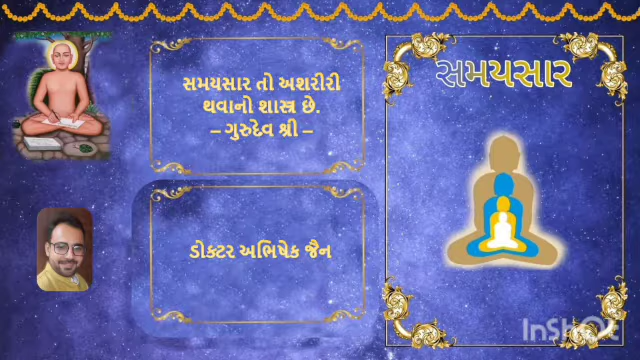 સમયસાર તો અશરીરી
થવાનો શાસ્ત્ર છે.
– ગુરુદેવ શ્રી –
ડોક્ટર અભિષેક જૈન
સમયસાર
InShOt